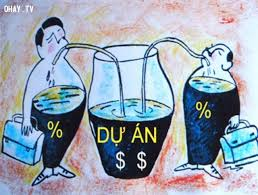 OHAY.TV
%
DỰ ÁN
$ $
%